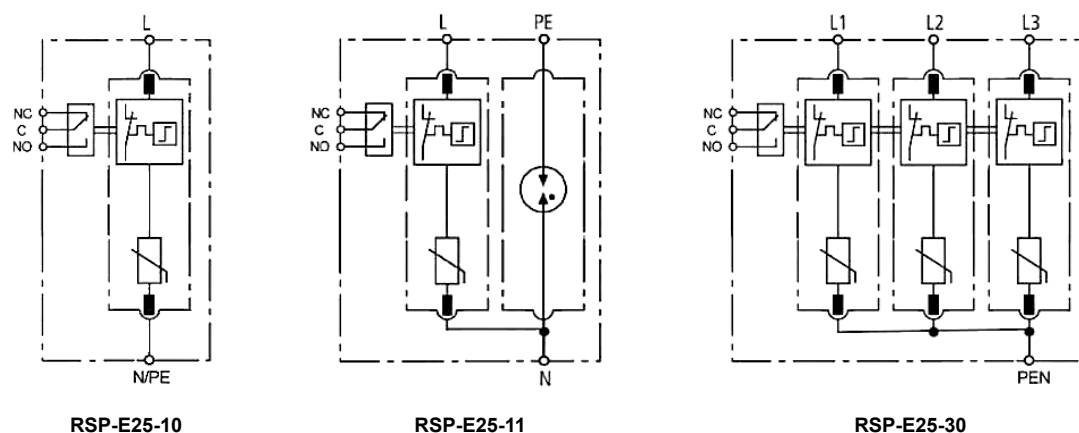 L
NC
C
NO
N/PE
RSP-E25-10
L
PE
NC
C
NO
N
RSP-E25-11
L1
L2
L3
NC
C
NO
PEN
RSP-E25-30